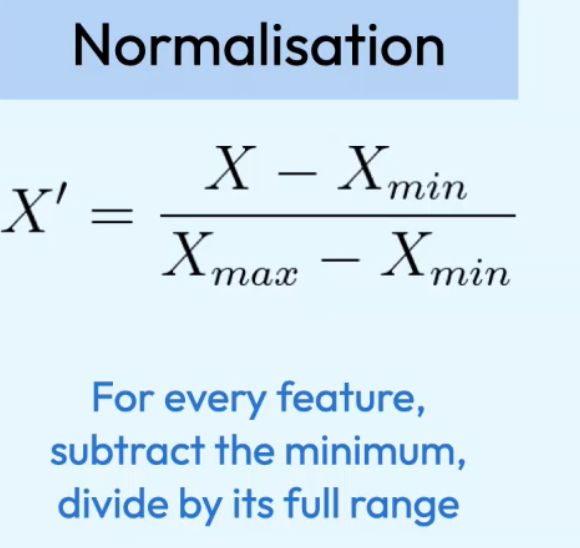 Normalisation
X' = \frac{X - X_{min}}{X_{max} - X_{min}}
For every feature,
subtract the minimum,
divide by its full range